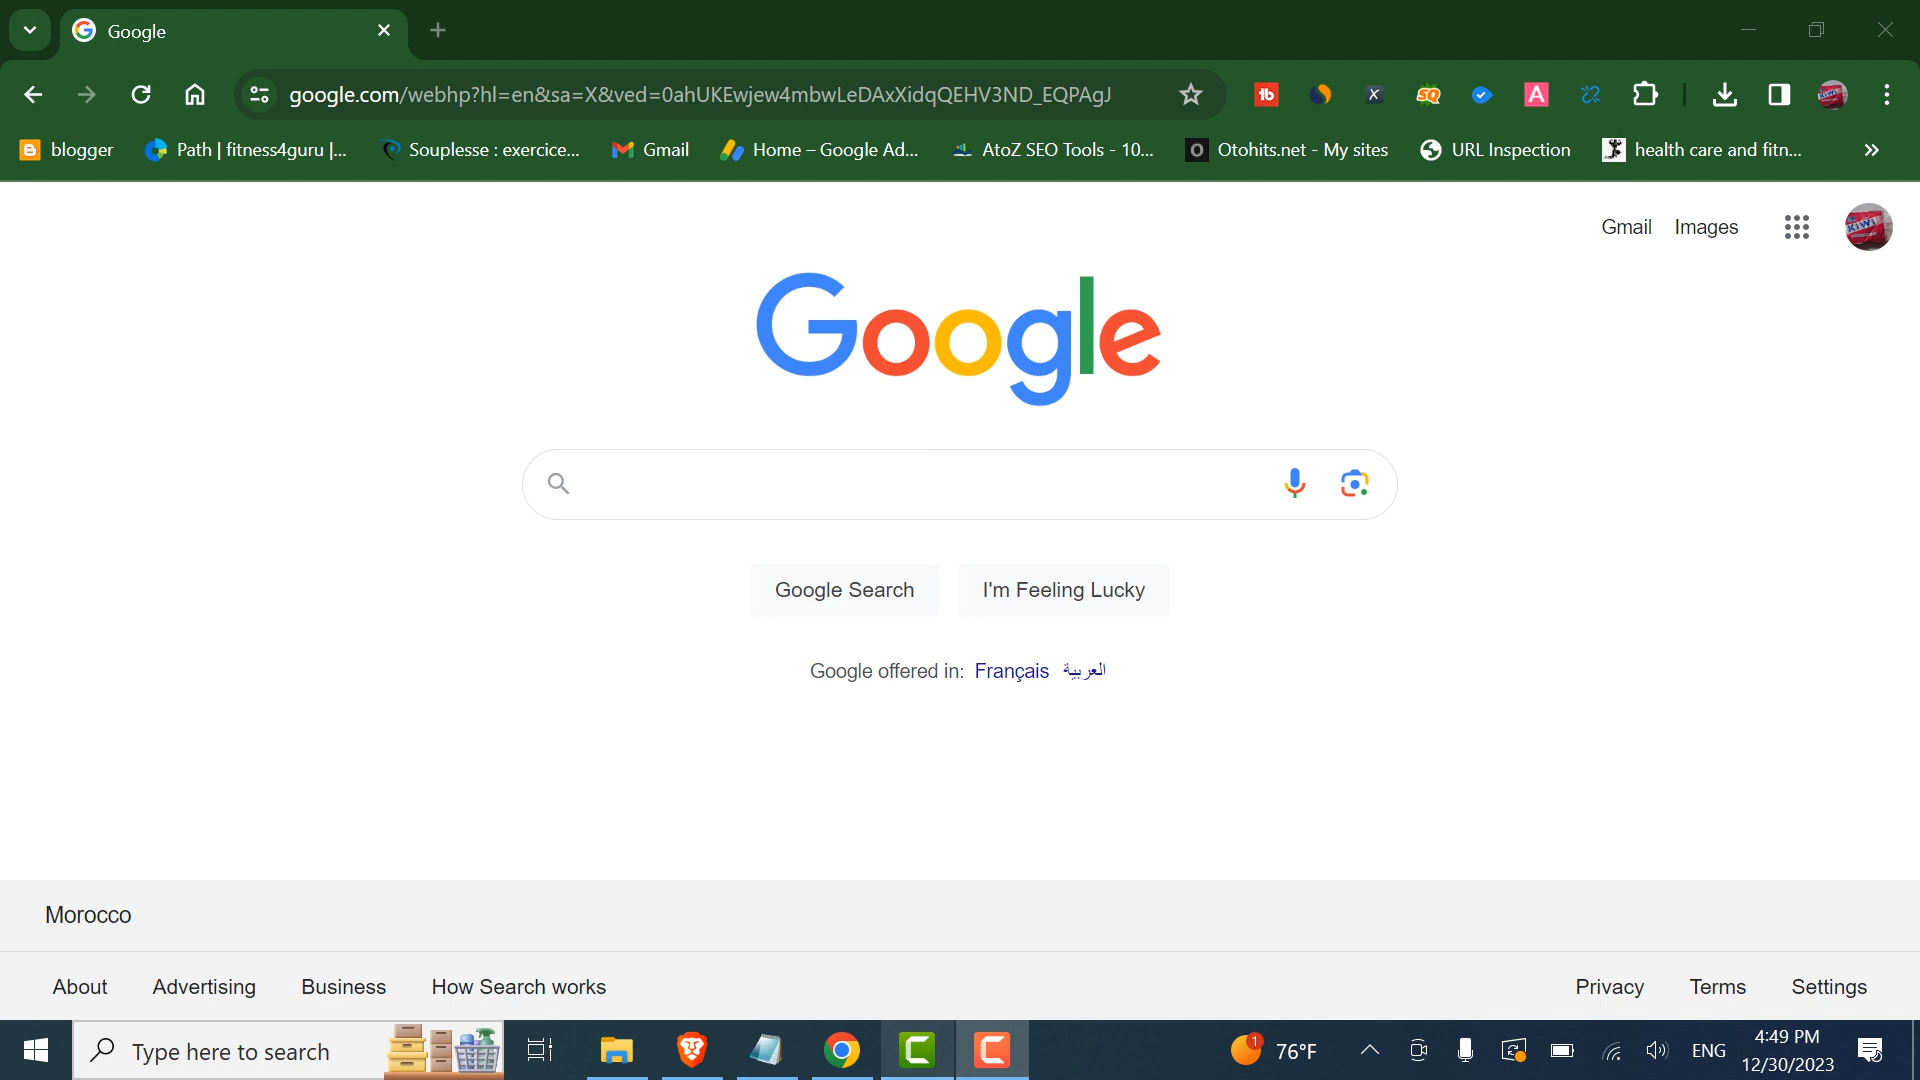 Google
google.com/webhp?hl=en&sa=X&ved=0ahUKEwjew4mbwLeDAxXidqQEHV3ND_EQPAgJ
blogger
Path | fitness4guru |...
Souplesse : exercice...
Gmail
Home – Google Ad...
AtoZ SEO Tools - 10...
Otohits.net - My sites
URL Inspection
health care and fitn...
Gmail
Images
Google
Google Search
I'm Feeling Lucky
Google offered in: Français العربية
Morocco
About
Advertising
Business
How Search works
Privacy
Terms
Settings
Type here to search
1
76°F
ENG
4:49 PM
12/30/2023